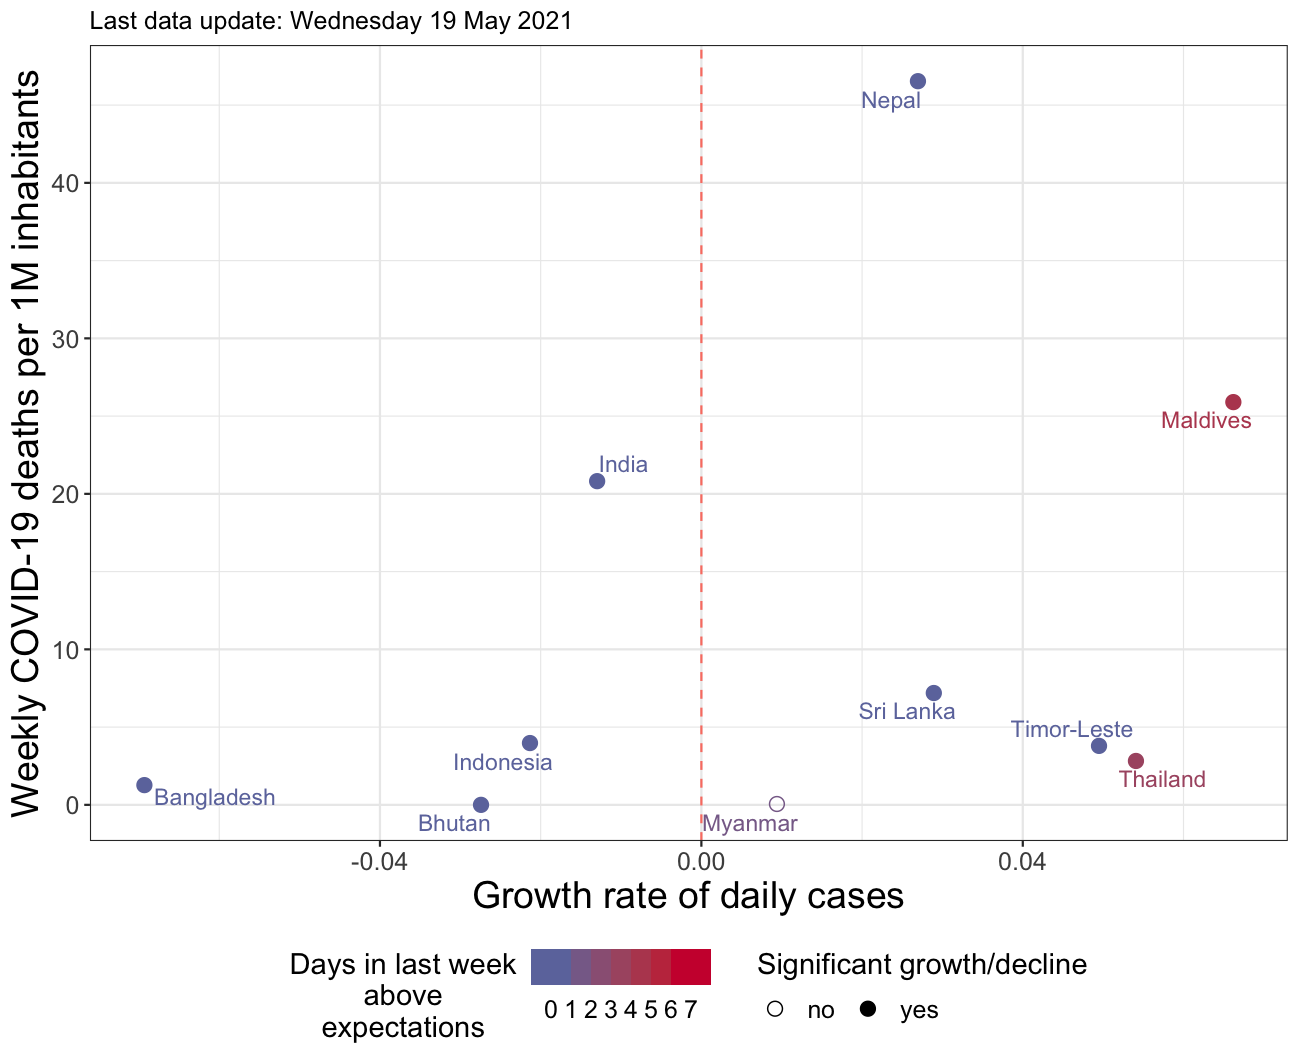 Last data update: Wednesday 19 May 2021
Weekly COVID-19 deaths per 1M inhabitants
40
30
20
10
0
Nepal
Maldives
India
Sri Lanka
Timor-Leste
Indonesia
Thailand
Bangladesh
Bhutan
Myanmar
-0.04
0.00
0.04
Growth rate of daily cases
Days in last week
above
expectations
0 1 2 3 4 5 6 7
Significant growth/decline
no
yes